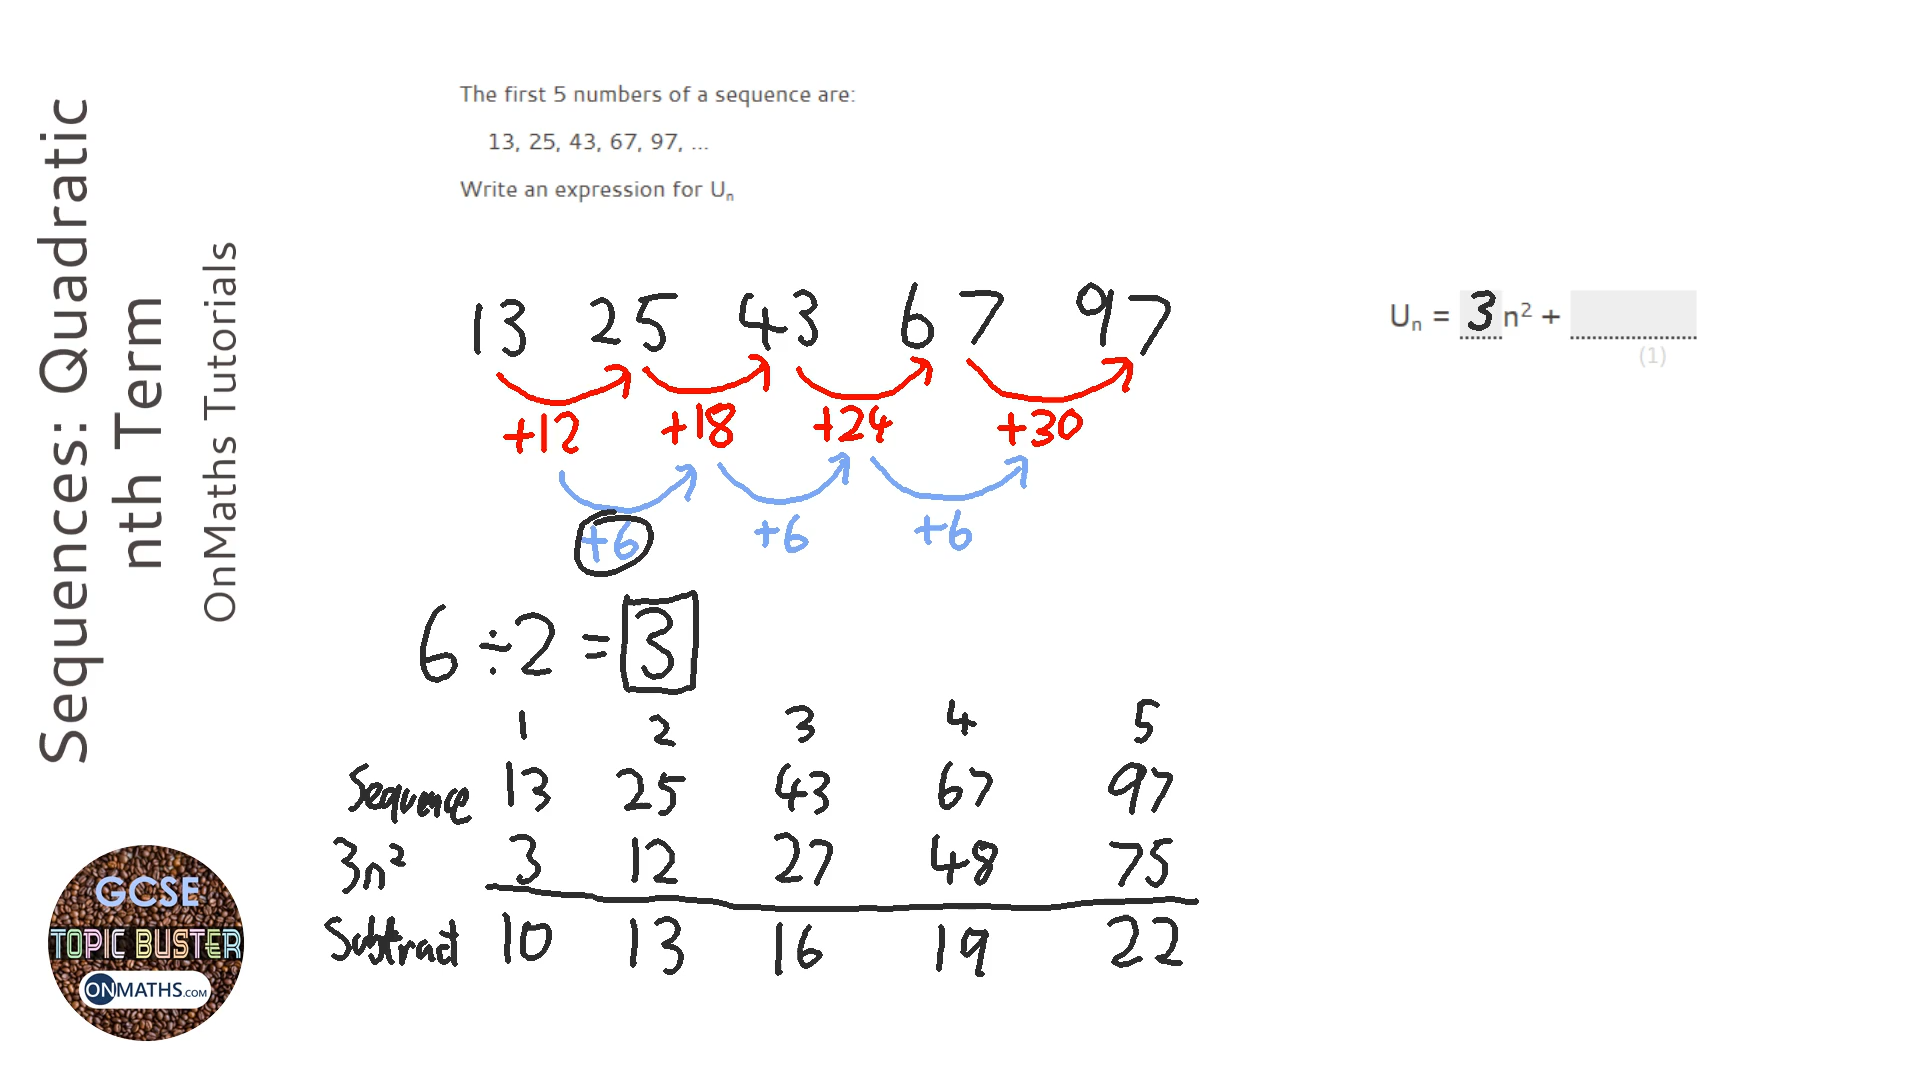 Sequences: Quadratic
nth Term
OnMaths Tutorials
The first 5 numbers of a sequence are:
13, 25, 43, 67, 97, ...
Write an expression for Uₙ
13 25 43 67 97
+12 +18 +24 +30
+6 +6 +6
6 ÷ 2 = 3
1 2 3 4 5
Sequence 13 25 43 67 97
3n² 3 12 27 48 75
Subtract 10 13 16 19 22
Uₙ = 3 n² +
(1)
GCSE
TOPIC BUSTER
ONMATHS.COM